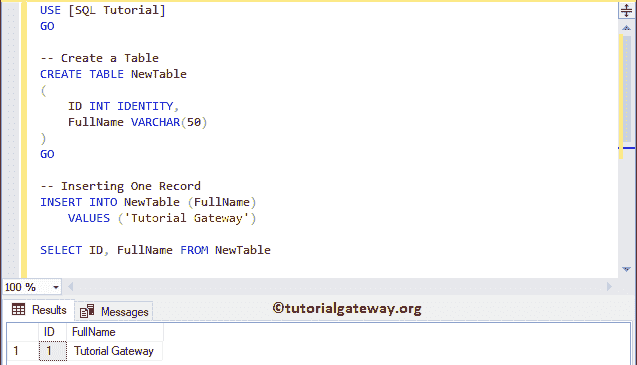 USE [SQL Tutorial]
GO
-- Create a Table
CREATE TABLE NewTable
(
ID INT IDENTITY,
FullName VARCHAR(50)
)
GO
-- Inserting One Record
INSERT INTO NewTable (FullName)
VALUES ('Tutorial Gateway')
SELECT ID, FullName FROM NewTable
100 %
Results Messages ©tutorialgateway.org
ID FullName
1 1 Tutorial Gateway